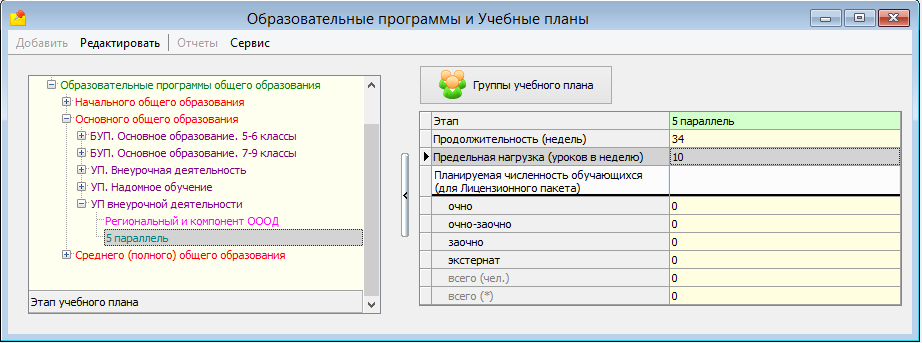 Образовательные программы и Учебные планы
Добавить Редактировать Отчеты Сервис
Образовательные программы общего образования
Начального общего образования
Основного общего образования
БУП. Основное образование. 5-6 классы
БУП. Основное образование. 7-9 классы
УП. Внеурочная деятельность
УП. Надомное обучение
УП внеурочной деятельности
Региональный и компонент ОООД
5 параллель
Среднего (полного) общего образования
Этап учебного плана
Группы учебного плана
Этап 5 параллель
Продолжительность (недель) 34
Предельная нагрузка (уроков в неделю) 10
Планируемая численность обучающихся
(для Лицензионного пакета)
очно 0
очно-заочно 0
заочно 0
экстернат 0
всего (чел.) 0
всего (*) 0